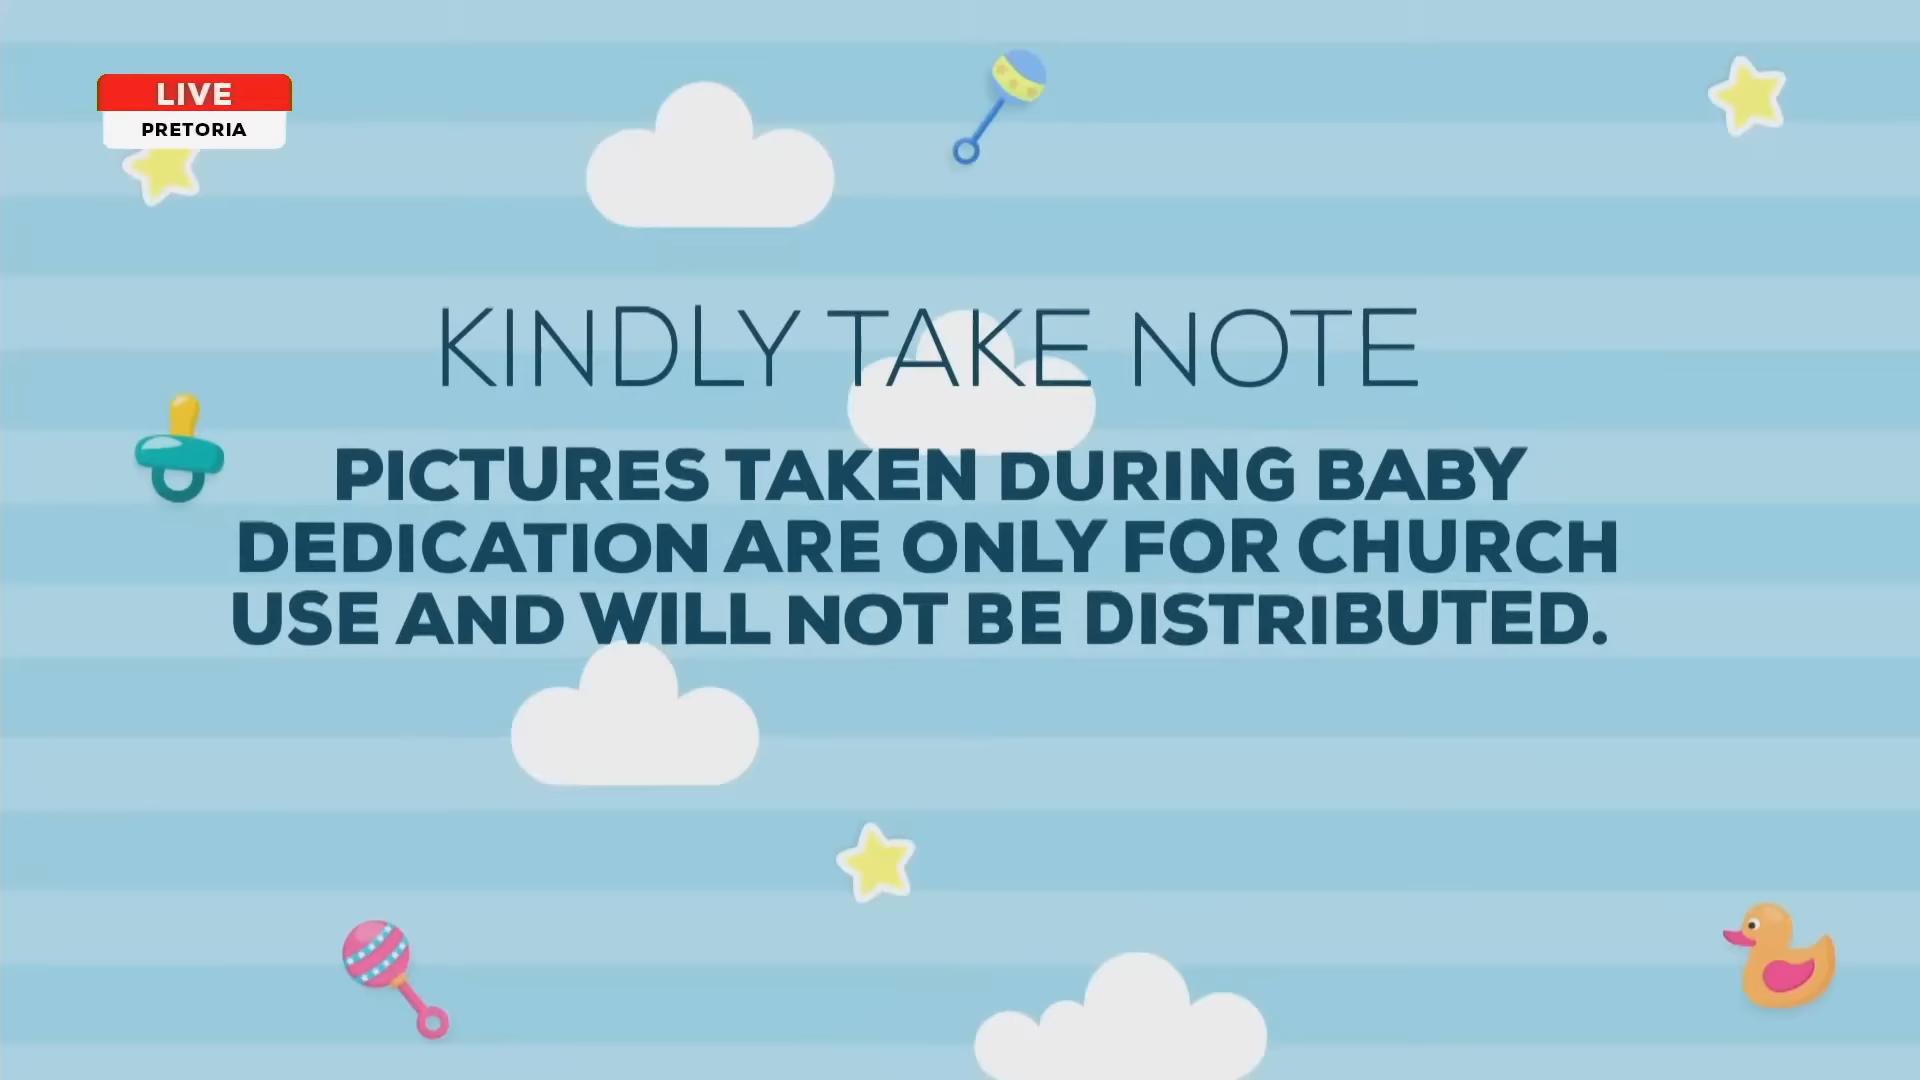 LIVE
PRETORIA
KINDLY TAKE NOTE
PICTURES TAKEN DURING BABY
DEDICATION ARE ONLY FOR CHURCH
USE AND WILL NOT BE DISTRIBUTED.